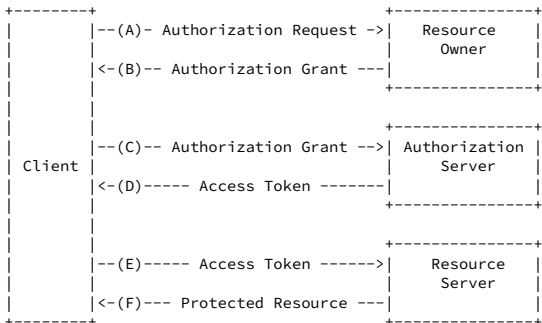 +--------+                               +---------------+
|        |--(A)- Authorization Request ->|   Resource    |
|        |                               |     Owner     |
|        |<-(B)-- Authorization Grant ---|               |
|        |                               +---------------+
|        |
|        |                               +---------------+
|        |--(C)-- Authorization Grant -->| Authorization |
| Client |                               |     Server    |
|        |<-(D)----- Access Token -------|               |
|        |                               +---------------+
|        |
|        |                               +---------------+
|        |--(E)----- Access Token ------>|    Resource   |
|        |                               |     Server    |
|        |<-(F)--- Protected Resource ---|               |
+--------+                               +---------------+